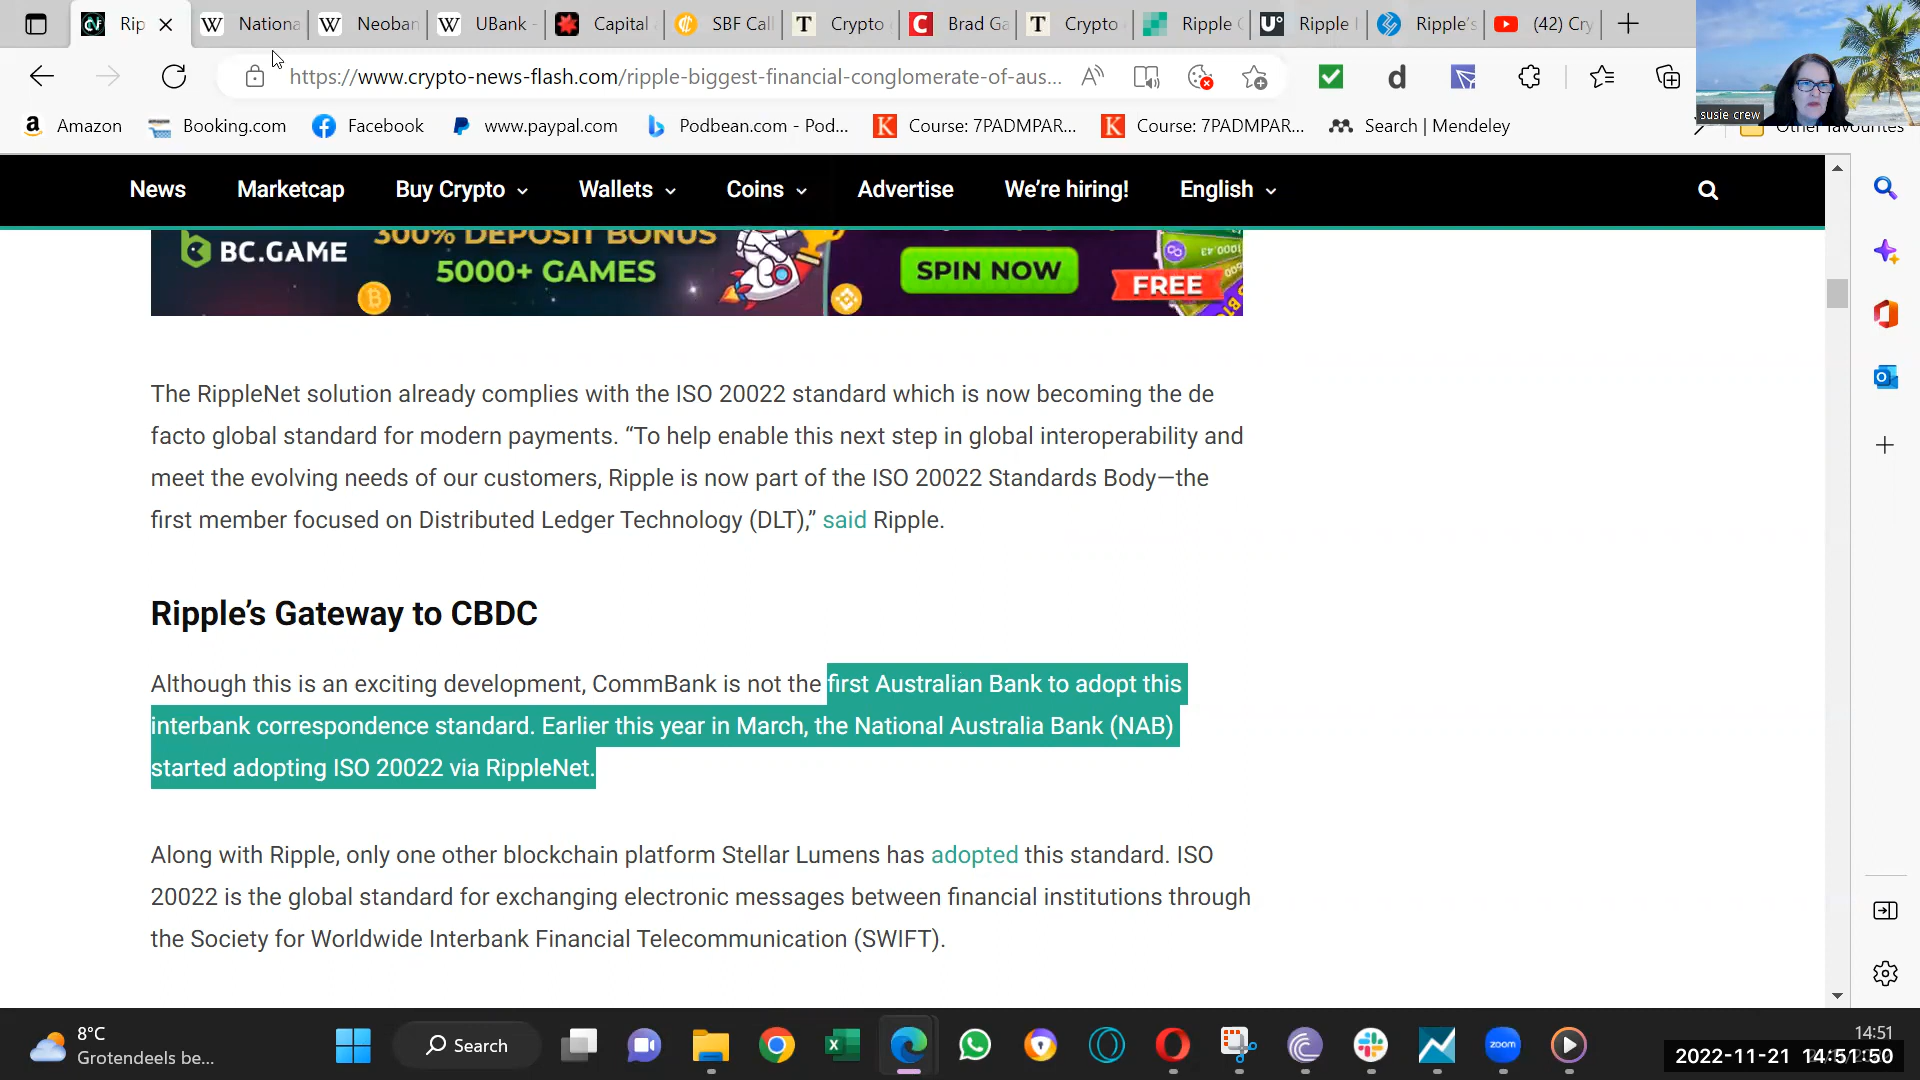 Rip
Nationa
Neoban
UBank -
Capital
SBF Call
Crypto
Brad Ga
Crypto
Ripple
Ripple
Ripple's
(42) Cry
https://www.crypto-news-flash.com/ripple-biggest-financial-conglomerate-of-aus...
susie crew
Amazon
Booking.com
Facebook
www.paypal.com
Podbean.com - Pod...
Course: 7PADMPAR...
Course: 7PADMPAR...
Search | Mendeley
Other favourites
News
Marketcap
Buy Crypto
Wallets
Coins
Advertise
We're hiring!
English
BC.GAME
300% DEPOSIT BONUS
5000+ GAMES
SPIN NOW
FREE
The RippleNet solution already complies with the ISO 20022 standard which is now becoming the de
facto global standard for modern payments. “To help enable this next step in global interoperability and
meet the evolving needs of our customers, Ripple is now part of the ISO 20022 Standards Body—the
first member focused on Distributed Ledger Technology (DLT),” said Ripple.
Ripple’s Gateway to CBDC
Although this is an exciting development, CommBank is not the first Australian Bank to adopt this
interbank correspondence standard. Earlier this year in March, the National Australia Bank (NAB)
started adopting ISO 20022 via RippleNet.
Along with Ripple, only one other blockchain platform Stellar Lumens has adopted this standard. ISO
20022 is the global standard for exchanging electronic messages between financial institutions through
the Society for Worldwide Interbank Financial Telecommunication (SWIFT).
8°C
Grotendeels be...
Search
zoom
14:51
2022-11-21 14:51:50